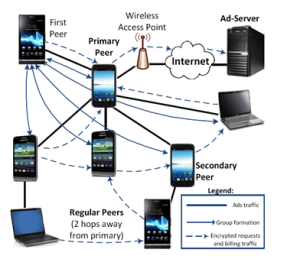 First
Peer
Wireless
Access Point
Ad-Server
Primary
Peer
Internet
Secondary
Peer
Regular Peers
(2 hops away
from primary)
Legend:
Ads traffic
Group formation
Encrypted requests
and billing traffic